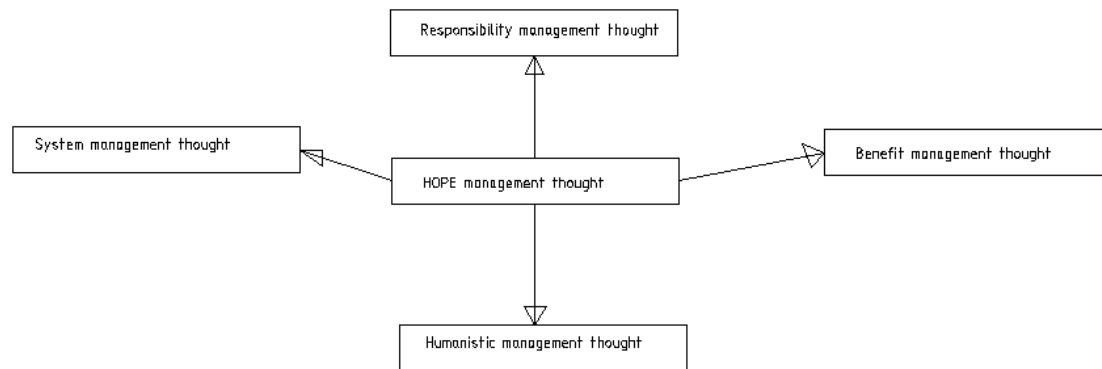 Responsibility management thought
System management thought
Benefit management thought
HOPE management thought
Humanistic management thought